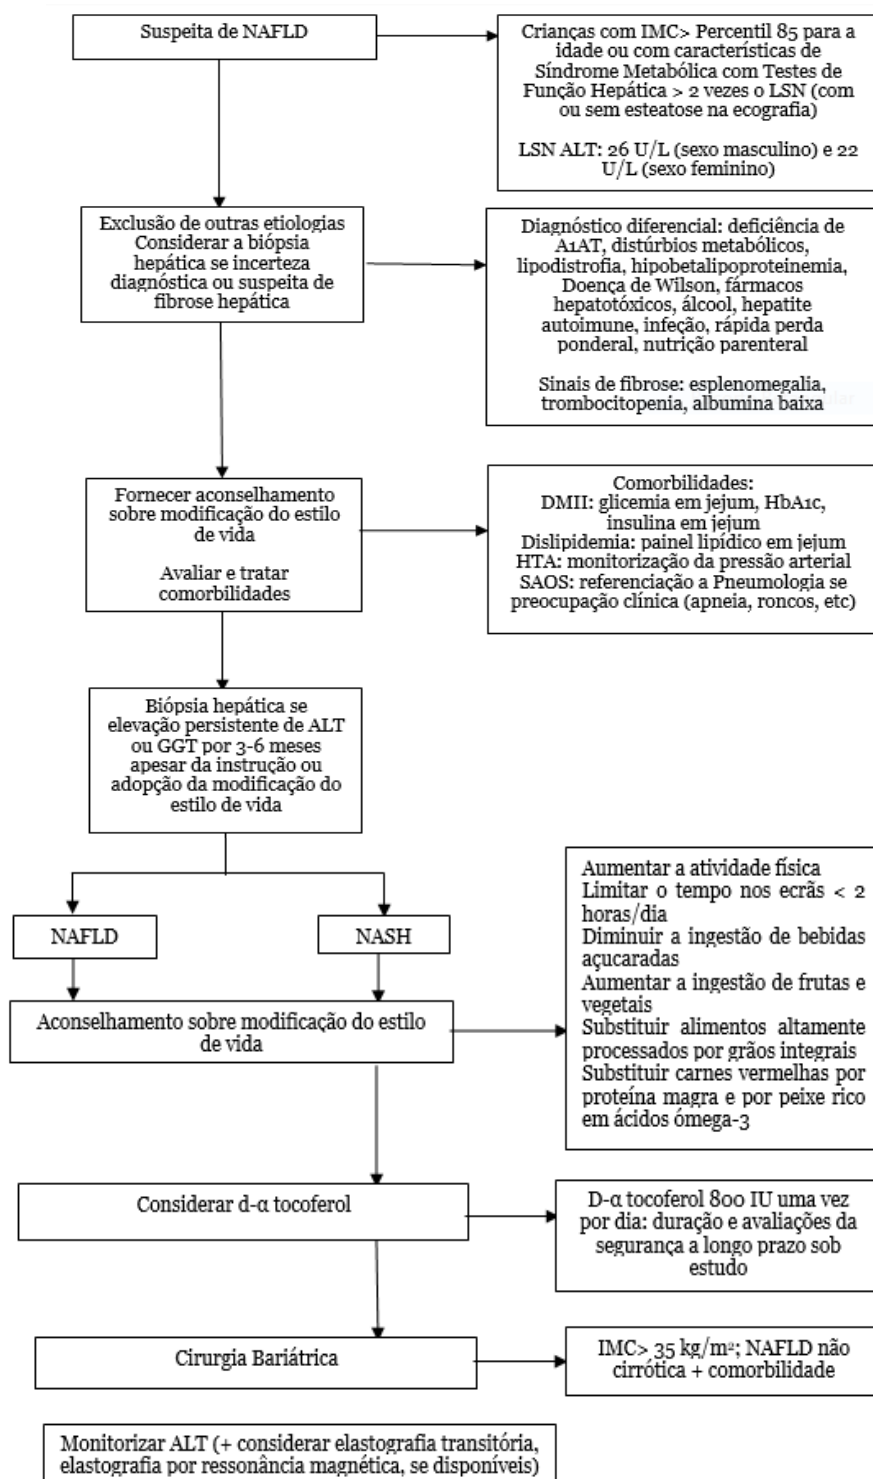 Suspeita de NAFLD
Crianças com IMC> Percentil 85 para a
idade ou com características de
Síndrome Metabólica com Testes de
Função Hepática > 2 vezes o LSN (com
ou sem esteatose na ecografia)
LSN ALT: 26 U/L (sexo masculino) e 22
U/L (sexo feminino)
Exclusão de outras etiologias
Considerar a biópsia
hepática se incerteza
diagnóstica ou suspeita de
fibrose hepática
Diagnóstico diferencial: deficiência de
A1AT, distúrbios metabólicos,
lipodistrofia, hipobetalipoproteinemia,
Doença de Wilson, fármacos
hepatotóxicos, álcool, hepatite
autoimune, infeção, rápida perda
ponderal, nutrição parenteral
Sinais de fibrose: esplenomegalia,
trombocitopenia, albumina baixa
Fornecer aconselhamento
sobre modificação do estilo
de vida
Avaliar e tratar
comorbilidades
Comorbilidades:
DMII: glicemia em jejum, HbA1c,
insulina em jejum
Dislipidemia: painel lipídico em jejum
HTA: monitorização da pressão arterial
SAOS: referenciação a Pneumologia se
preocupação clínica (apneia, roncos, etc)
Biópsia hepática se
elevação persistente de ALT
ou GGT por 3-6 meses
apesar da instrução ou
adopção da modificação do
estilo de vida
NAFLD
NASH
Aconselhamento sobre modificação do estilo
de vida
Aumentar a atividade física
Limitar o tempo nos ecrãs < 2
horas/dia
Diminuir a ingestão de bebidas
açucaradas
Aumentar a ingestão de frutas e
vegetais
Substituir alimentos altamente
processados por grãos integrais
Substituir carnes vermelhas por
proteína magra e por peixe rico
em ácidos ómega-3
Considerar d-α tocoferol
D-α tocoferol 800 IU uma vez
por dia: duração e avaliações da
segurança a longo prazo sob
estudo
Cirurgia Bariátrica
IMC> 35 kg/m²; NAFLD não
cirrótica + comorbilidade
Monitorizar ALT (+ considerar elastografia transitória,
elastografia por ressonância magnética, se disponíveis)